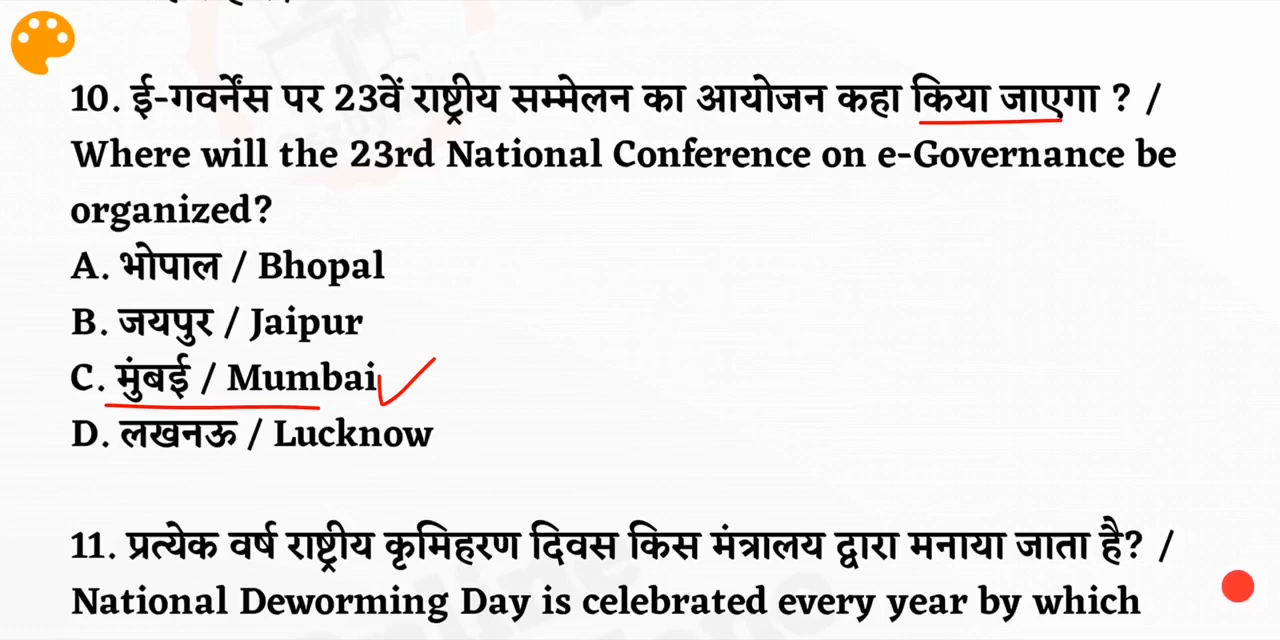 10. ई-गवर्नेंस पर 23वें राष्ट्रीय सम्मेलन का आयोजन कहा किया जाएगा ? /
Where will the 23rd National Conference on e-Governance be
organized?
A. भोपाल / Bhopal
B. जयपुर / Jaipur
C. मुंबई / Mumbai
D. लखनऊ / Lucknow
11. प्रत्येक वर्ष राष्ट्रीय कृमिहरण दिवस किस मंत्रालय द्वारा मनाया जाता है? /
National Deworming Day is celebrated every year by which